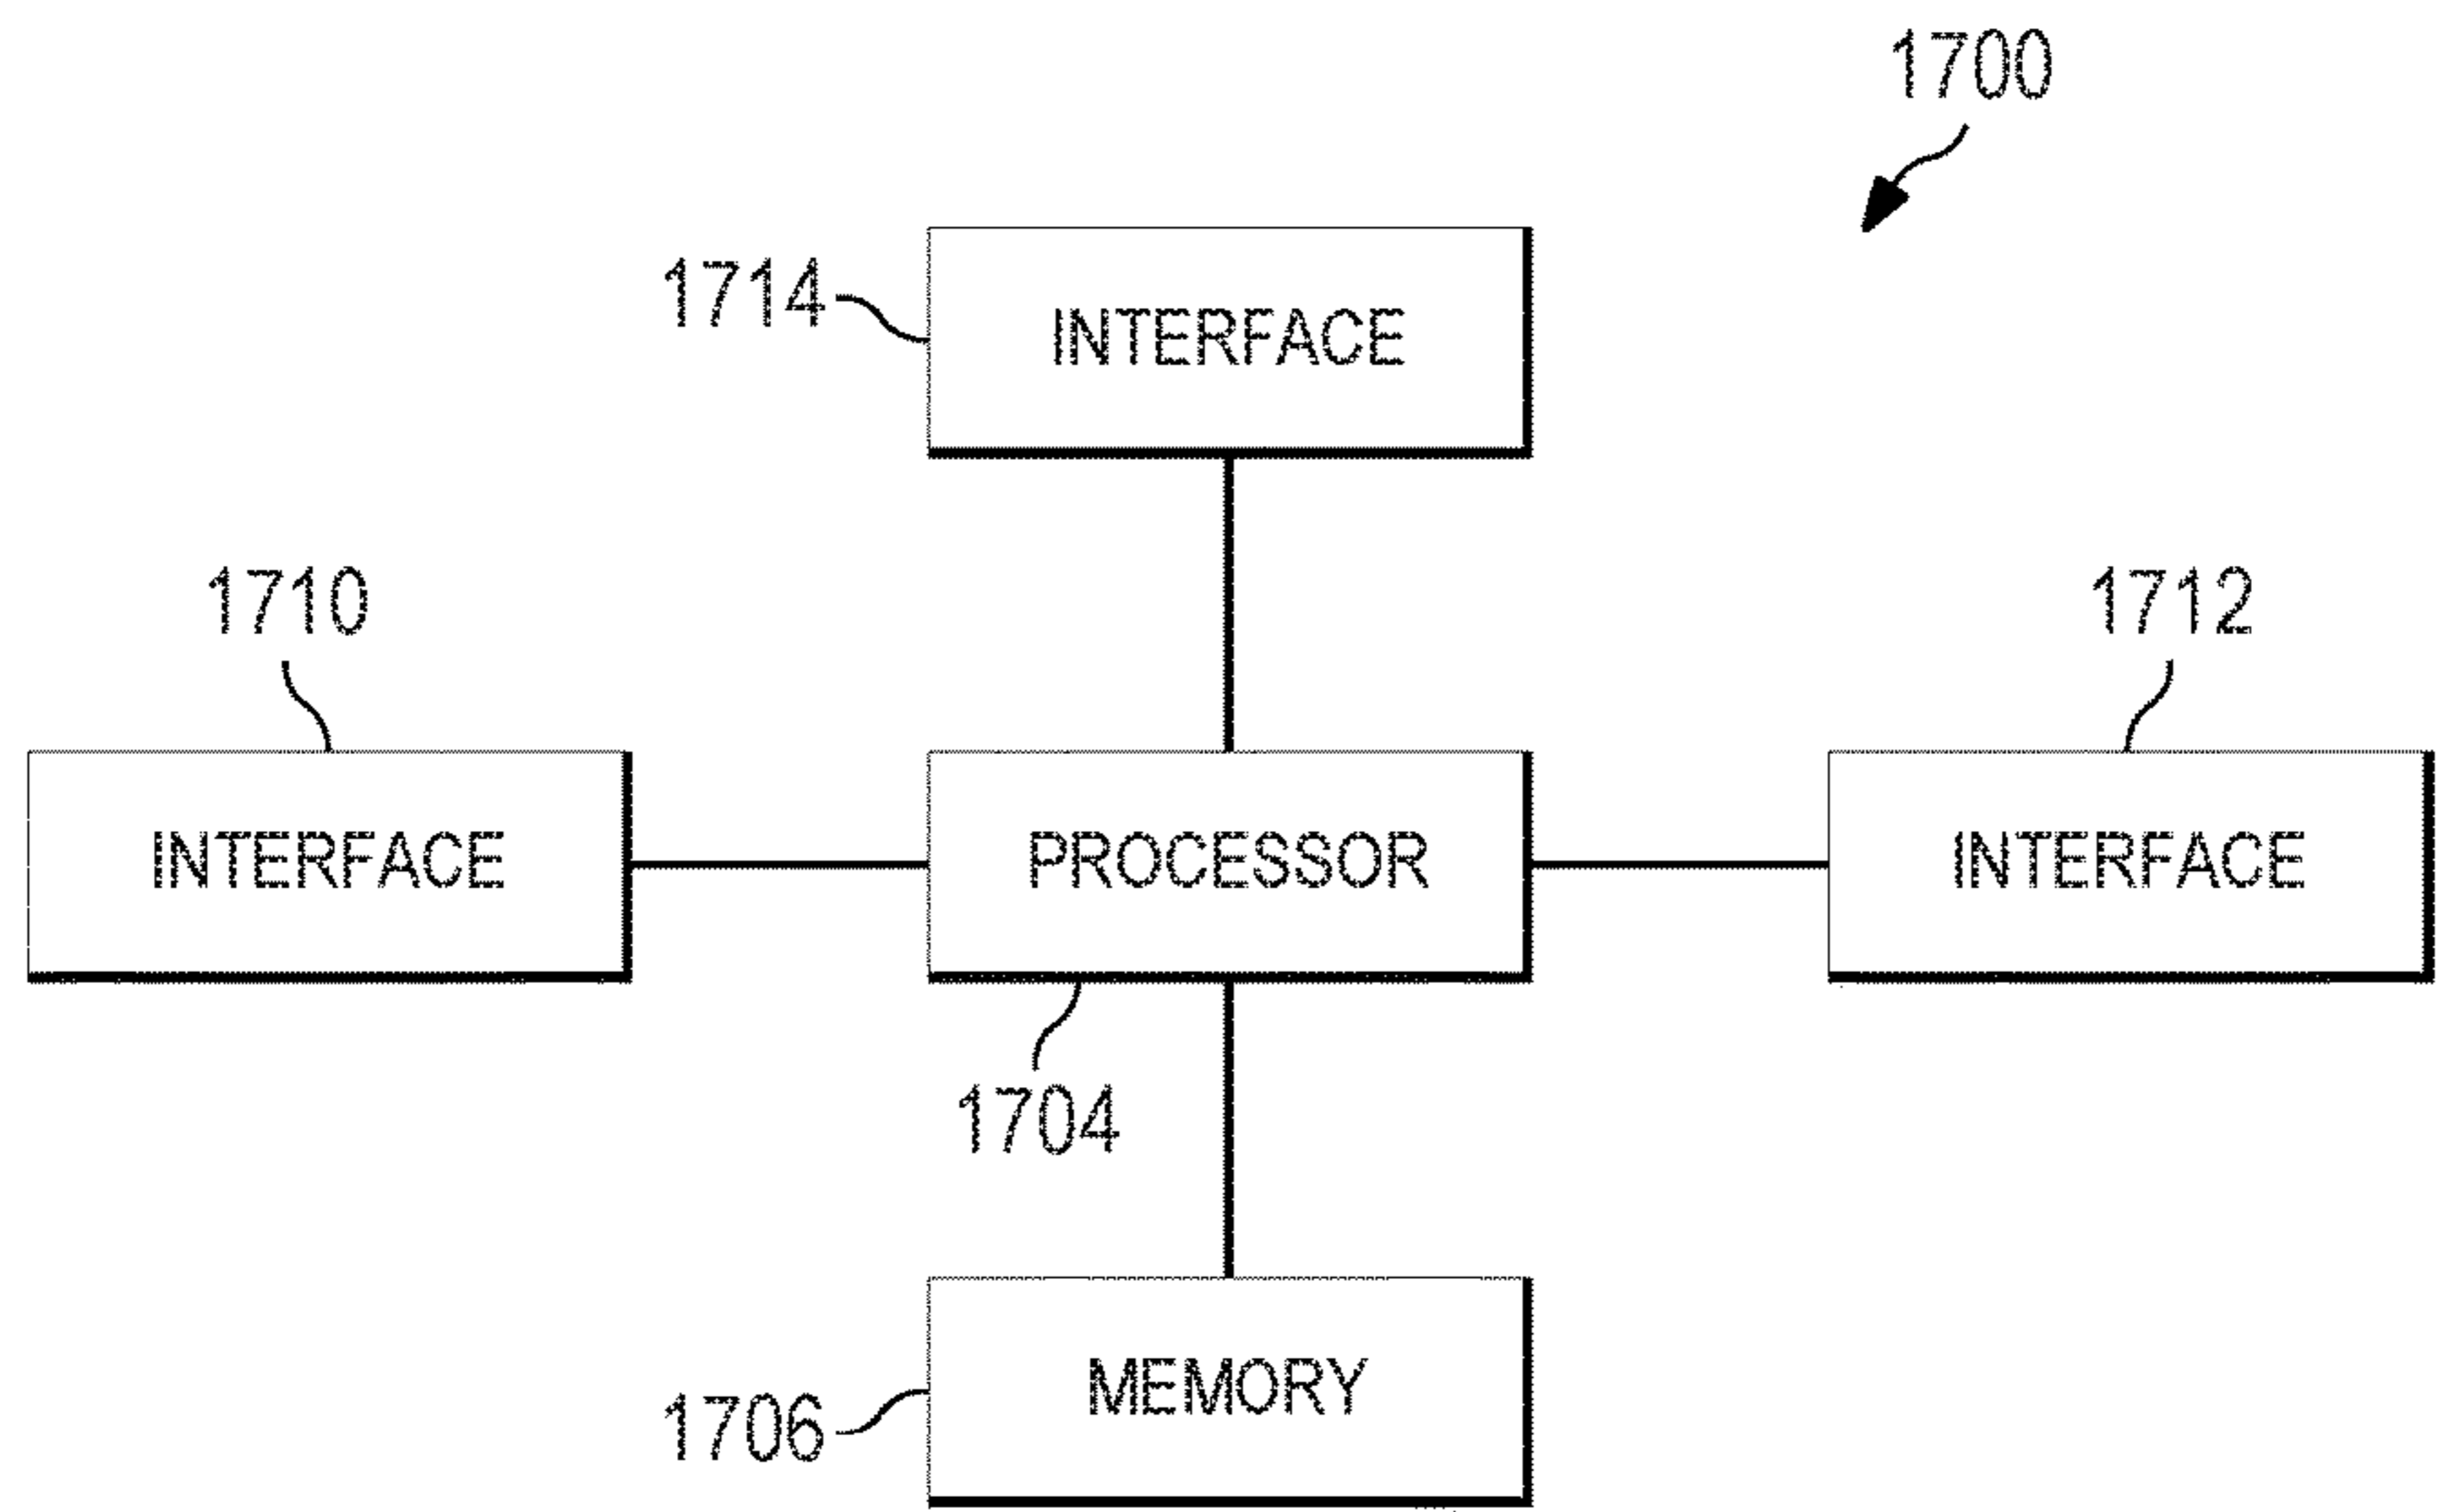 1700
1714
INTERFACE
1710
1712
INTERFACE
PROCESSOR
INTERFACE
1704
MEMORY
1706